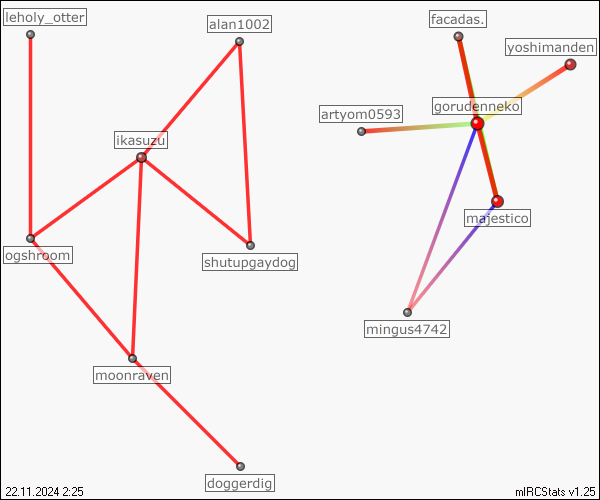 leholy_otter
alan1002
facadas.
yoshimanden
artyom0593
gorudenneko
ikasuzu
majestico
ogshroom
shutupgaydog
mingus4742
moonraven
doggerdig
22.11.2024 2:25
mIRCStats v1.25